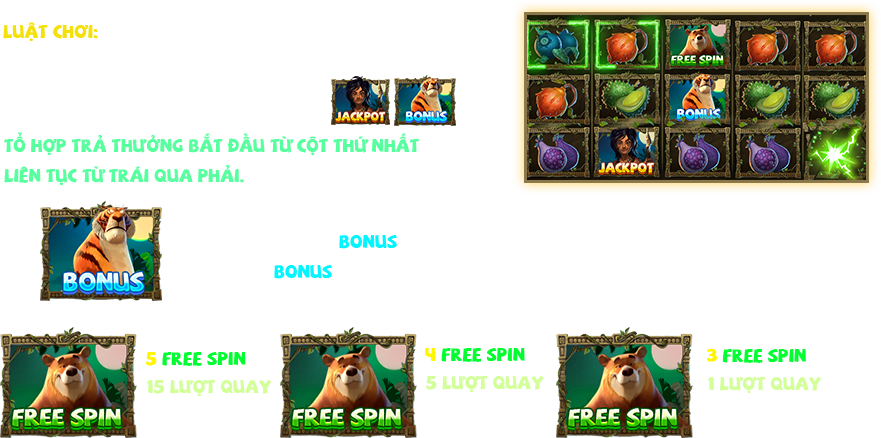 LUẬT CHƠI:
FREE SPIN
JACKPOT BONUS
BONUS
TỔ HỢP TRẢ THƯỞNG BẮT ĐẦU TỪ CỘT THỨ NHẤT
JACKPOT
LIÊN TỤC TỪ TRÁI QUA PHẢI.
BONUS
BONUS
BONUS
5 FREE SPIN
15 LƯỢT QUAY
FREE SPIN
4 FREE SPIN
5 LƯỢT QUAY
FREE SPIN
3 FREE SPIN
1 LƯỢT QUAY
FREE SPIN